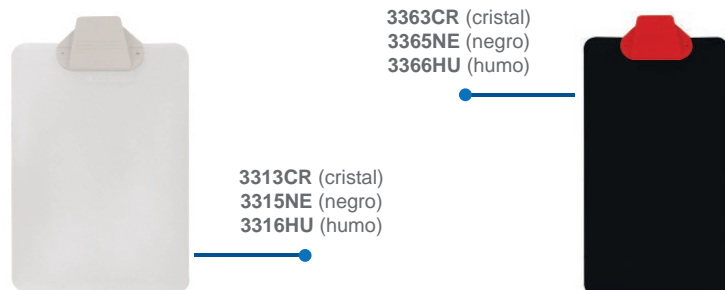 3363CR (cristal)
3365NE (negro)
3366HU (humo)
3313CR (cristal)
3315NE (negro)
3316HU (humo)